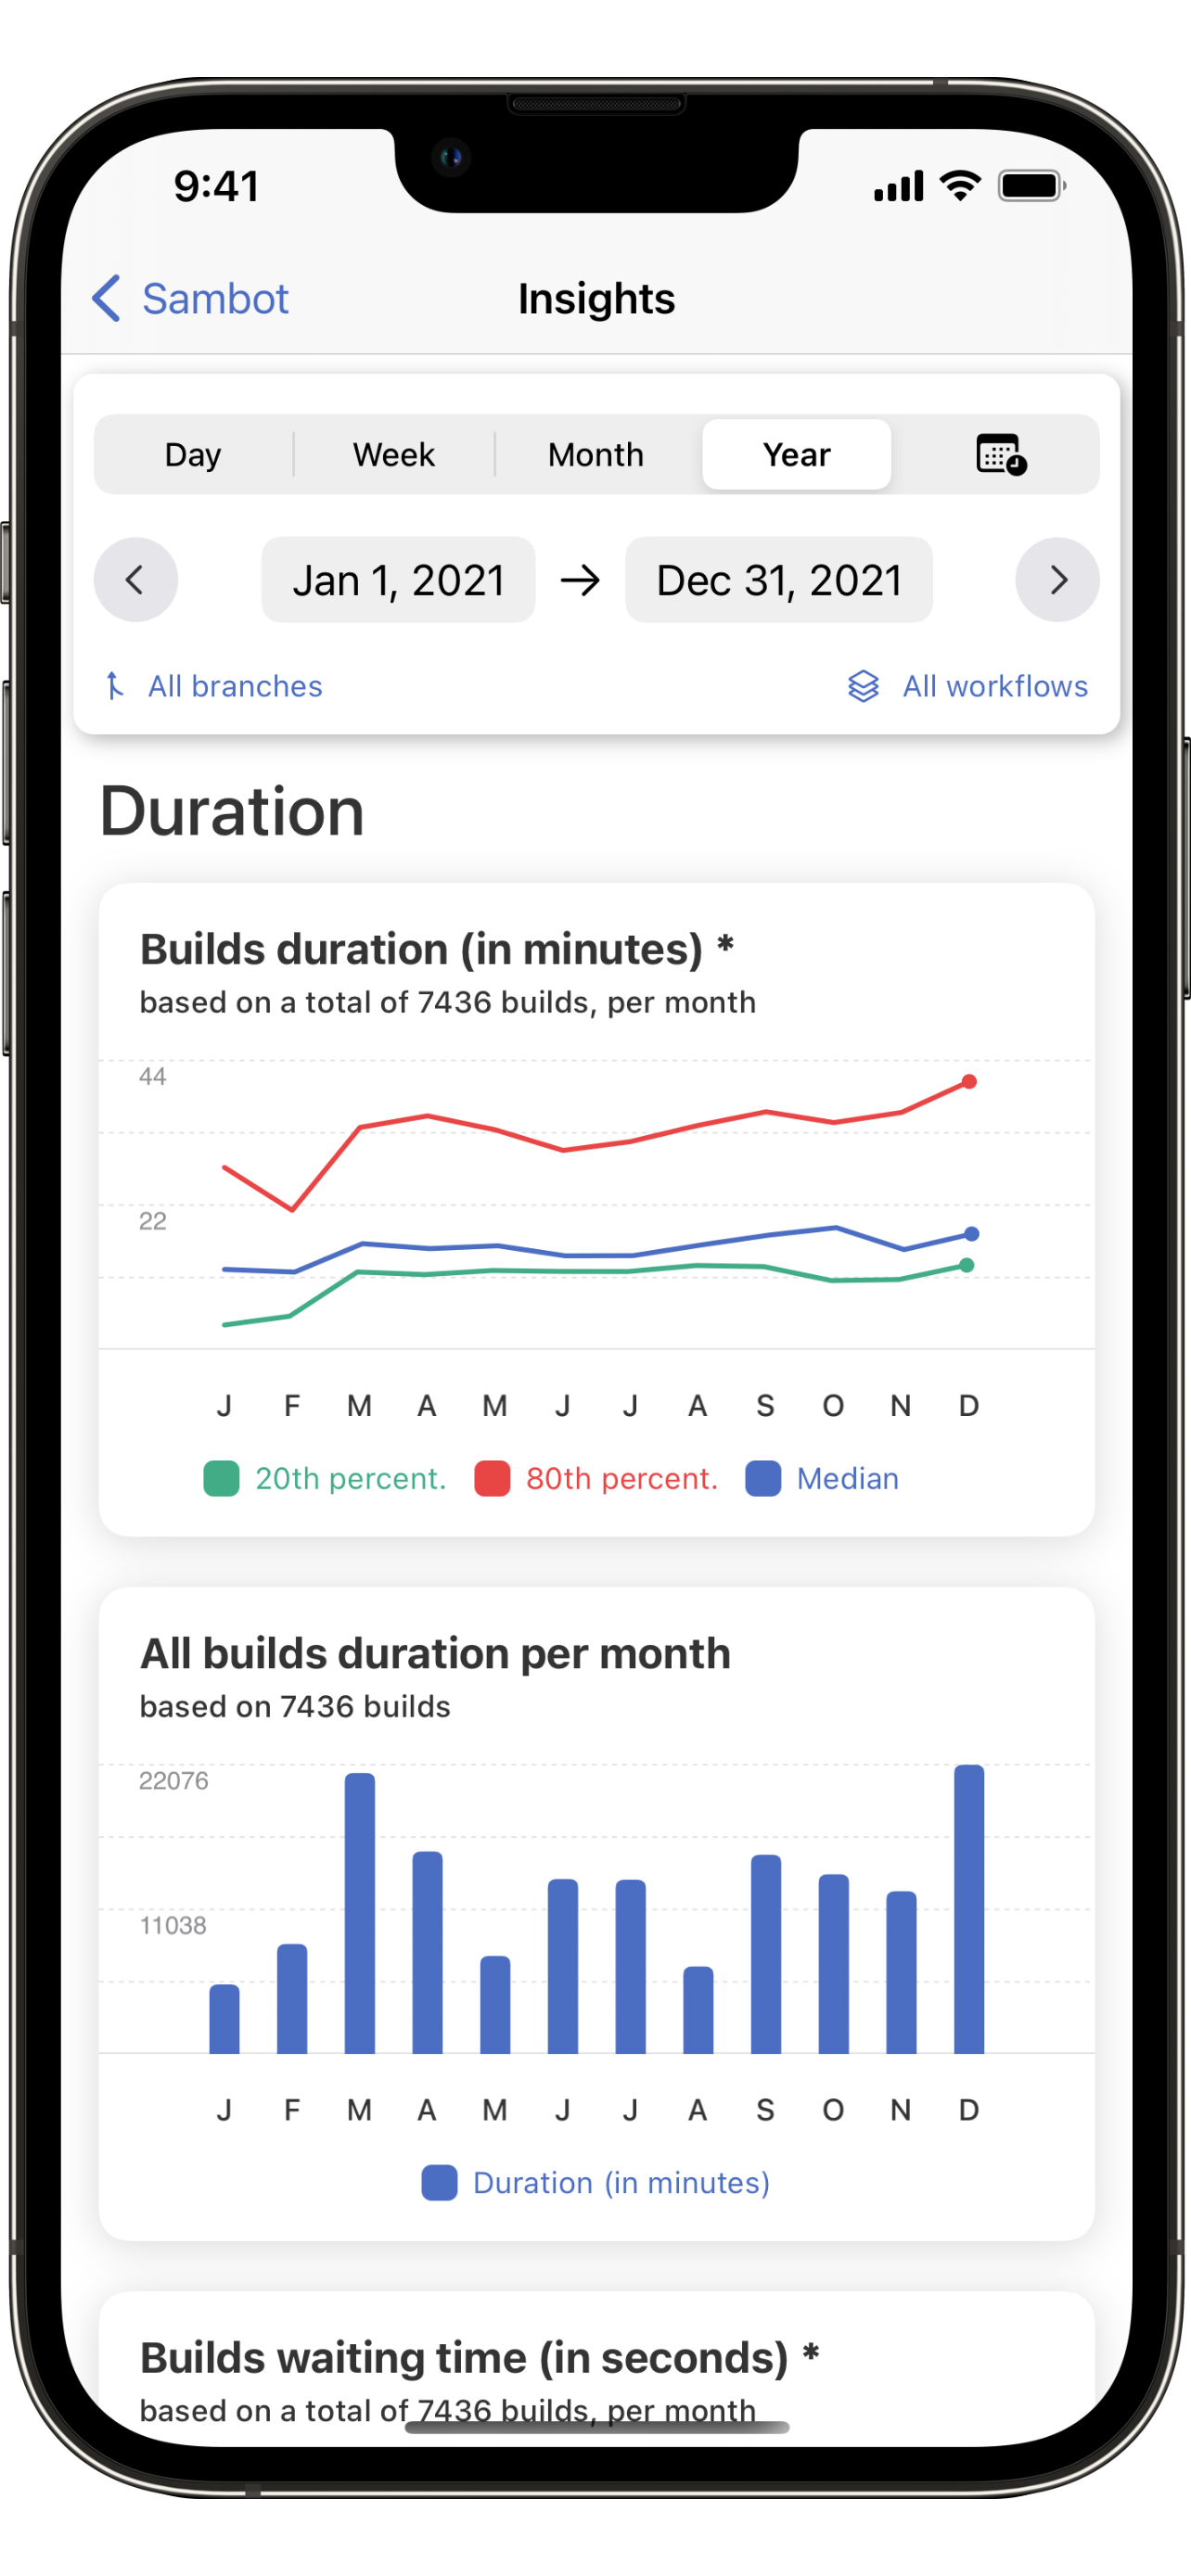 9:41
Sambot
Insights
Day Week Month Year
Jan 1, 2021 → Dec 31, 2021
All branches All workflows
Duration
Builds duration (in minutes) *
based on a total of 7436 builds, per month
44
22
J F M A M J J A S O N D
20th percent. 80th percent. Median
All builds duration per month
based on 7436 builds
22076
11038
J F M A M J J A S O N D
Duration (in minutes)
Builds waiting time (in seconds) *
based on a total of 7436 builds, per month